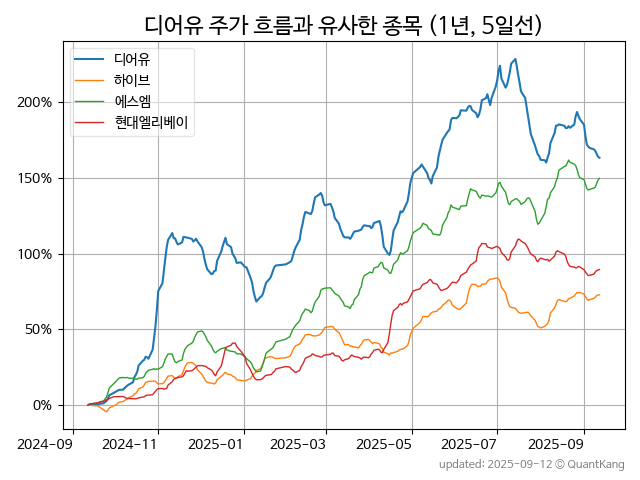 디어유 주가 흐름과 유사한 종목 (1년, 5일선)
디어유
하이브
에스엠
현대엘리베이
200%
150%
100%
50%
0%
2024-09 2024-11 2025-01 2025-03 2025-05 2025-07 2025-09
updated: 2025-09-12 © QuantKang